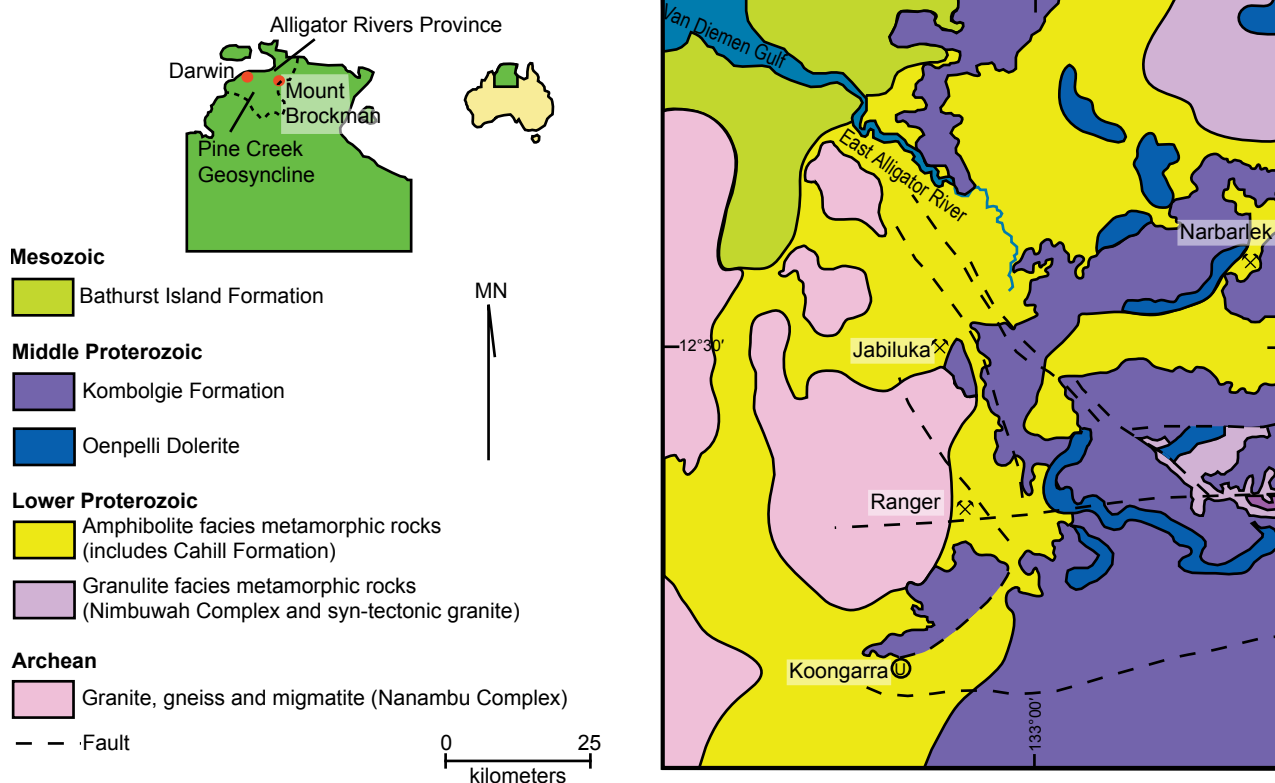 Alligator Rivers Province
Darwin
Mount
Brockman
Pine Creek
Geosyncline
Mesozoic
Bathurst Island Formation
Middle Proterozoic
Kombolgie Formation
Oenpelli Dolerite
Lower Proterozoic
Amphibolite facies metamorphic rocks
(includes Cahill Formation)
Granulite facies metamorphic rocks
(Nimbuwah Complex and syn-tectonic granite)
Archean
Granite, gneiss and migmatite (Nanambu Complex)
Fault
MN
0 25
kilometers
Van Diemen Gulf
East Alligator River
Narbarlek
12°30′
Jabiluka
Ranger
Koongarra U
133°00′